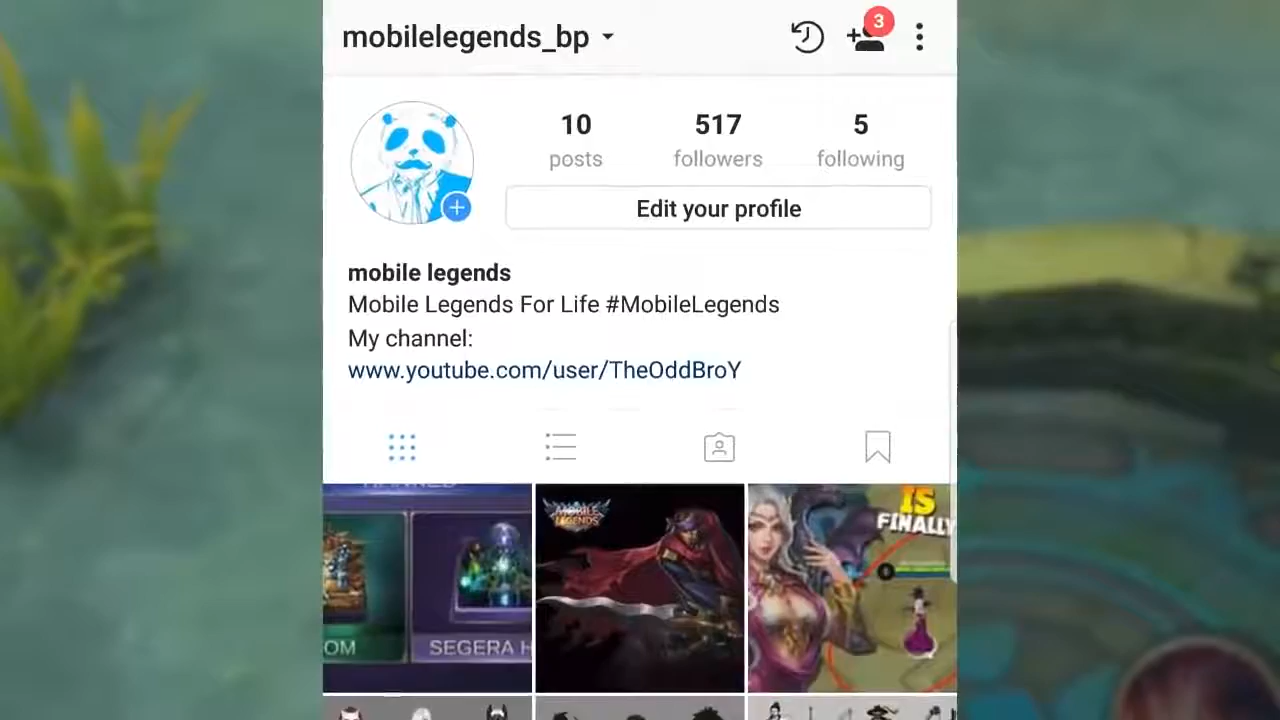 mobilelegends_bp
3
10
517
5
posts
followers
following
Edit your profile
mobile legends
Mobile Legends For Life #MobileLegends
My channel:
www.youtube.com/user/TheOddBroY
OM
SEGERA H
MOBILE
LEGENDS
IS
FINALLY
6